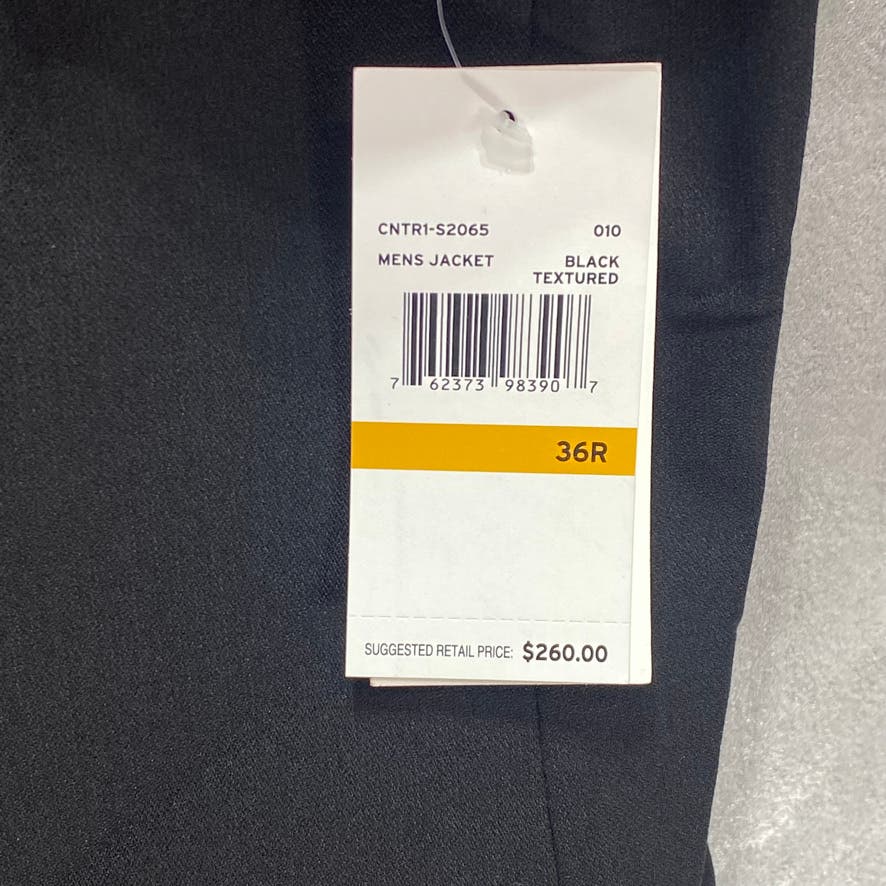 CNTR1-S2065 010
MENS JACKET BLACK
TEXTURED
7 62373 98390 7
36R
SUGGESTED RETAIL PRICE: $260.00